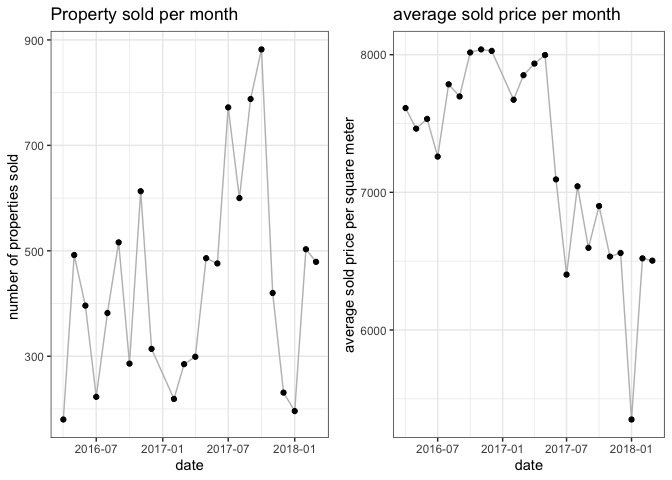 Property sold per month
number of properties sold
900
700
500
300
2016-07 2017-01 2017-07 2018-01
date
average sold price per month
average sold price per square meter
8000
7000
6000
2016-07 2017-01 2017-07 2018-01
date